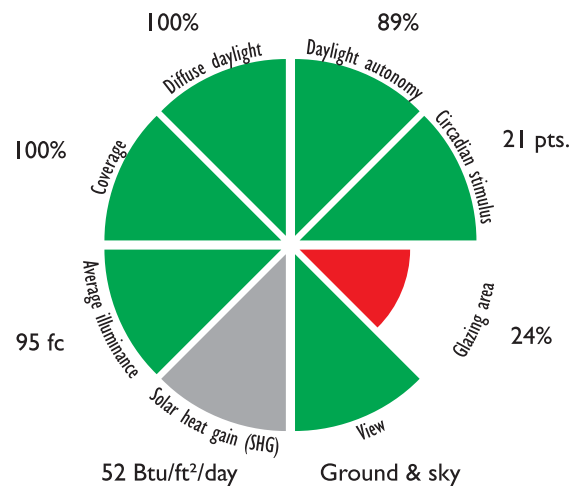 100%
89%
Diffuse daylight
Daylight autonomy
100%
Coverage
Circadian stimulus
21 pts.
95 fc
Average illuminance
Glazing area
24%
Solar heat gain (SHG)
View
52 Btu/ft²/day
Ground & sky